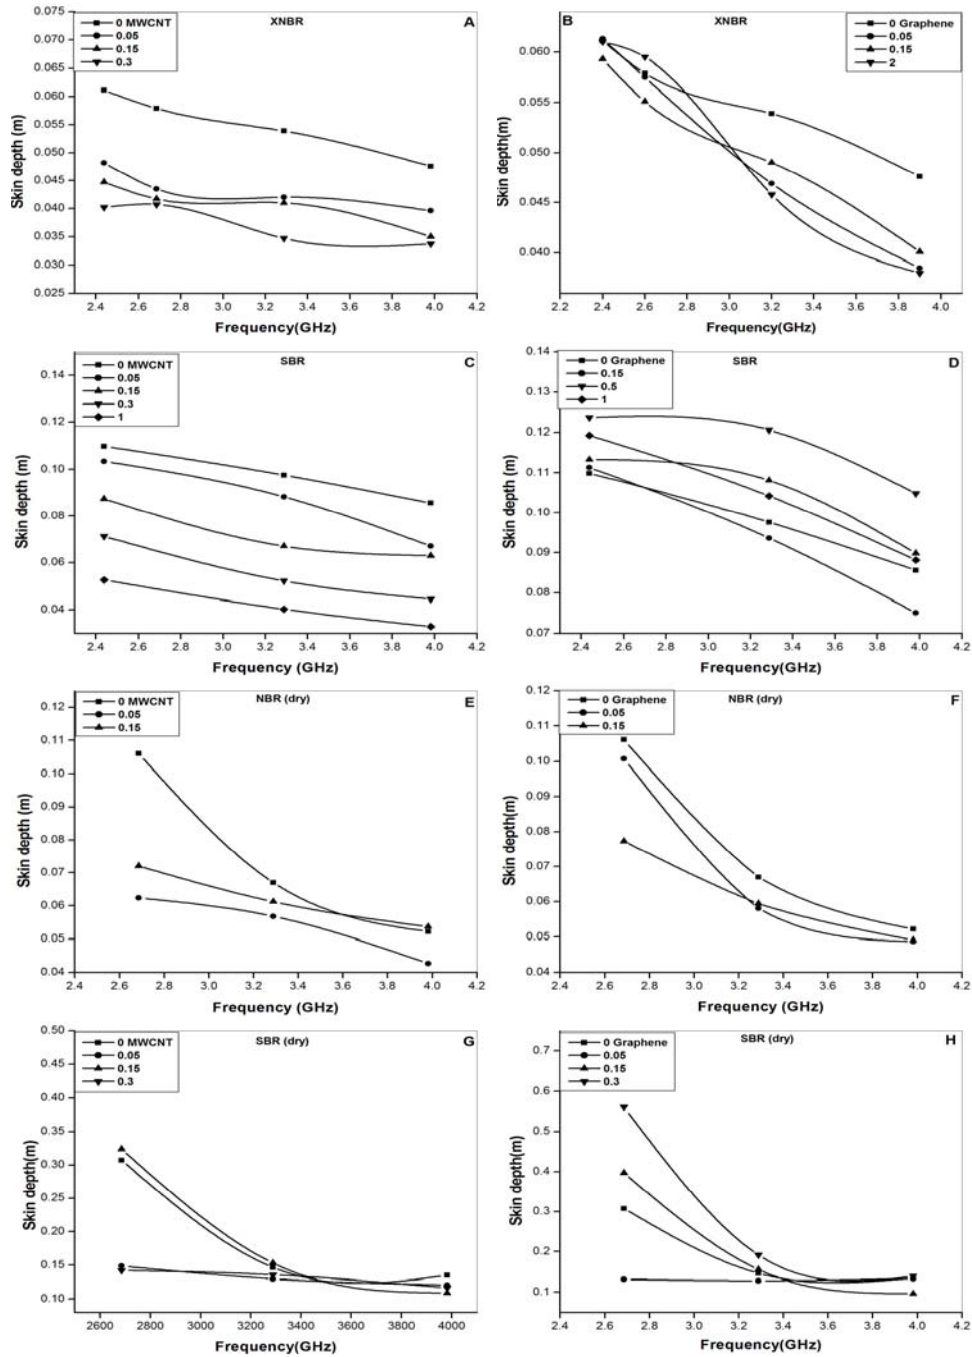 XNBR
A
0 MWCNT
0.05
0.15
0.3
Skin depth (m)
0.075
0.070
0.065
0.060
0.055
0.050
0.045
0.040
0.035
0.030
0.025
2.4 2.6 2.8 3.0 3.2 3.4 3.6 3.8 4.0 4.2
Frequency(GHz)
B
XNBR
0 Graphene
0.05
0.15
2
Skin depth(m)
0.060
0.055
0.050
0.045
0.040
2.2 2.4 2.6 2.8 3.0 3.2 3.4 3.6 3.8 4.0
Frequency(GHz)
SBR
C
0 MWCNT
0.05
0.15
0.3
1
Skin depth (m)
0.14
0.12
0.10
0.08
0.06
0.04
2.4 2.6 2.8 3.0 3.2 3.4 3.6 3.8 4.0 4.2
Frequency (GHz)
SBR
D
0 Graphene
0.15
0.5
1
Skin depth (m)
0.14
0.13
0.12
0.11
0.10
0.09
0.08
0.07
2.4 2.6 2.8 3.0 3.2 3.4 3.6 3.8 4.0 4.2
Frequency(GHz)
NBR (dry)
E
0 MWCNT
0.05
0.15
Skin depth (m)
0.12
0.11
0.10
0.09
0.08
0.07
0.06
0.05
0.04
2.4 2.6 2.8 3.0 3.2 3.4 3.6 3.8 4.0 4.2
Frequency (GHz)
NBR (dry)
F
0 Graphene
0.05
0.15
Skin depth(m)
0.12
0.11
0.10
0.09
0.08
0.07
0.06
0.05
0.04
2.4 2.6 2.8 3.0 3.2 3.4 3.6 3.8 4.0 4.2
Frequency (GHz)
SBR (dry)
G
0 MWCNT
0.05
0.15
0.3
Skin depth(m)
0.50
0.45
0.40
0.35
0.30
0.25
0.20
0.15
0.10
2600 2800 3000 3200 3400 3600 3800 4000
Frequency(GHz)
SBR (dry)
H
0 Graphene
0.05
0.15
0.3
Skin depth(m)
0.7
0.6
0.5
0.4
0.3
0.2
0.1
2.4 2.6 2.8 3.0 3.2 3.4 3.6 3.8 4.0 4.2
Frequency(GHz)